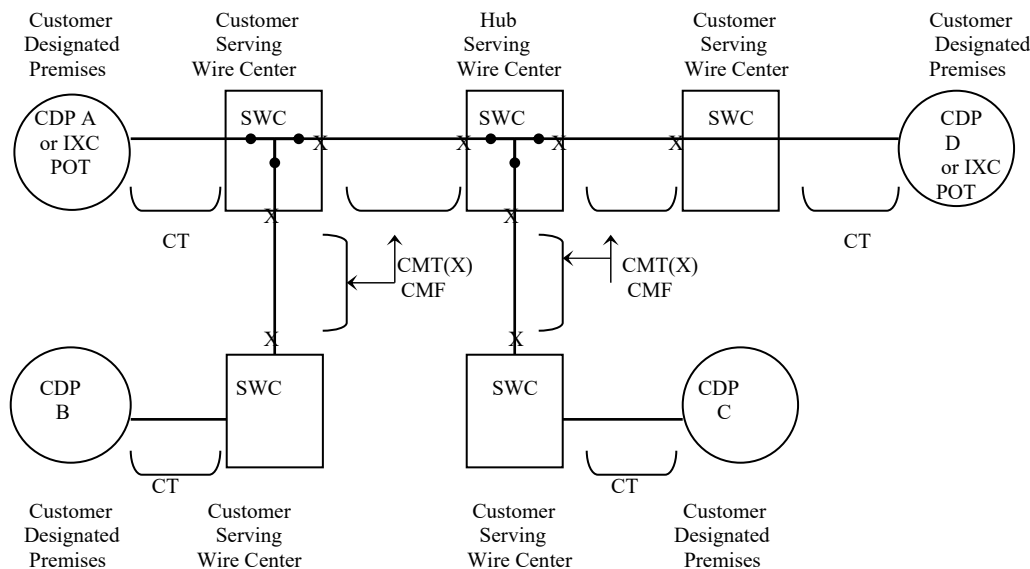 Customer
Designated
Premises
Customer
Serving
Wire Center
Hub
Serving
Wire Center
Customer
Serving
Wire Center
Customer
Designated
Premises
CDP A
or IXC
POT
SWC
X
X
SWC
X
X
SWC
CDP
D
or IXC
POT
X
X
CT
CMT(X)
CMF
CMT(X)
CMF
CT
X
X
CDP
B
SWC
SWC
CDP
C
CT
CT
Customer
Designated
Premises
Customer
Serving
Wire Center
Customer
Serving
Wire Center
Customer
Designated
Premises